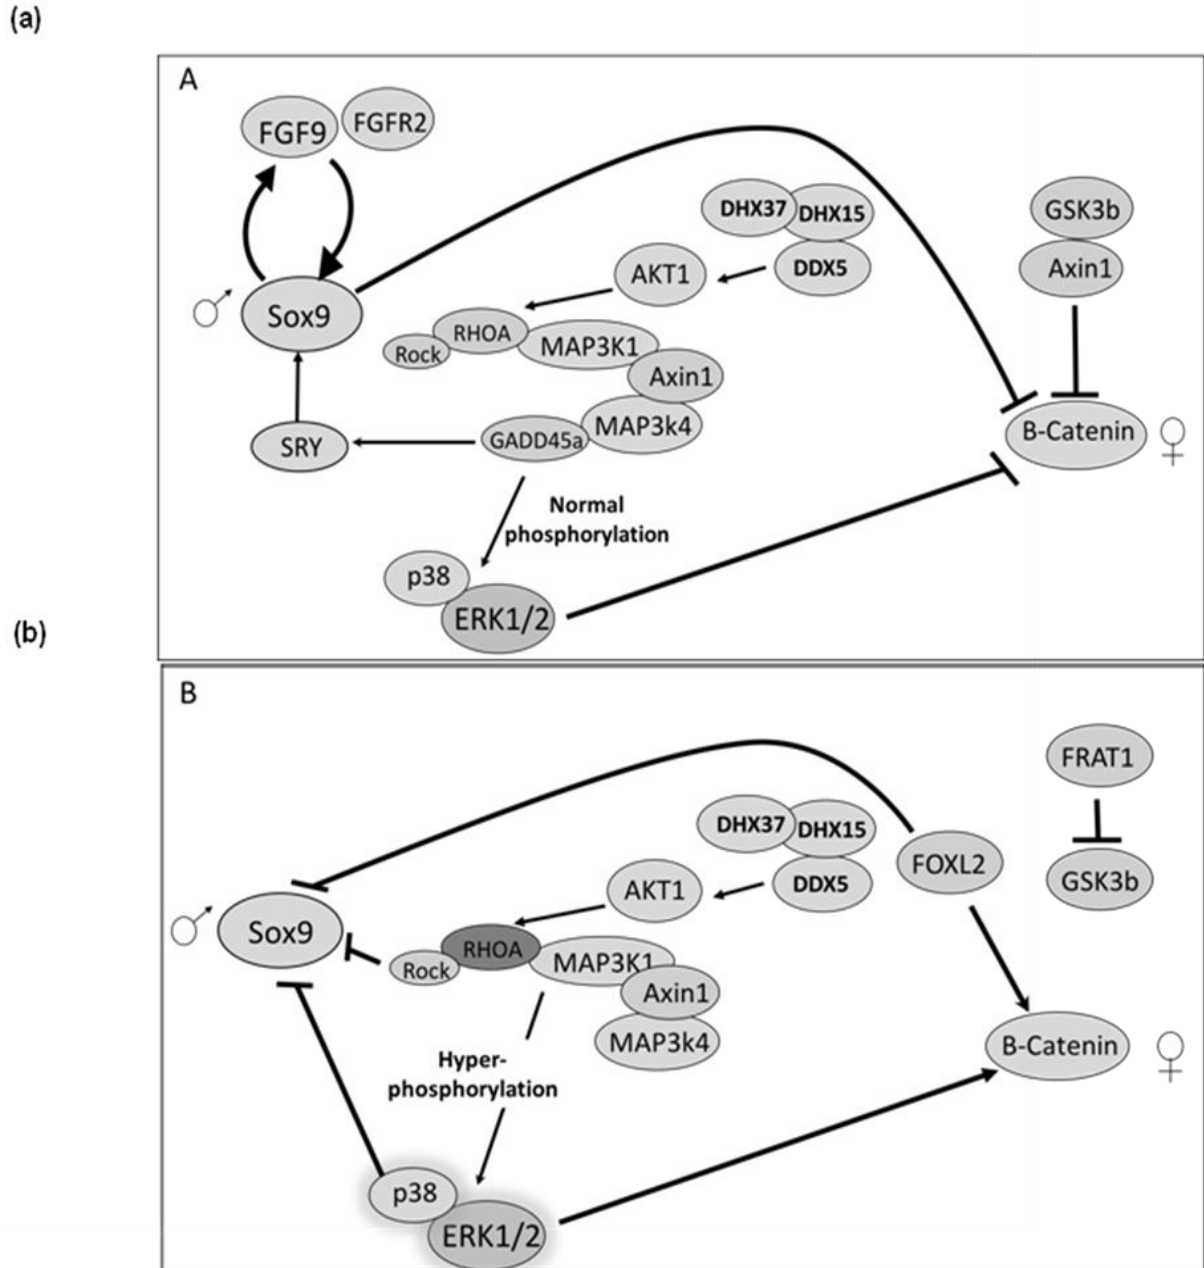 (a)
A
FGF9
FGFR2
DHX37
DHX15
GSK3b
AKT1
DDX5
Axin1
Sox9
RHOA
Rock
MAP3K1
Axin1
SRY
GADD45a
MAP3k4
B-Catenin
Normal
phosphorylation
p38
ERK1/2
(b)
B
FRAT1
DHX37
DHX15
FOXL2
AKT1
DDX5
GSK3b
Sox9
RHOA
Rock
MAP3K1
Axin1
MAP3k4
B-Catenin
Hyper-
phosphorylation
p38
ERK1/2